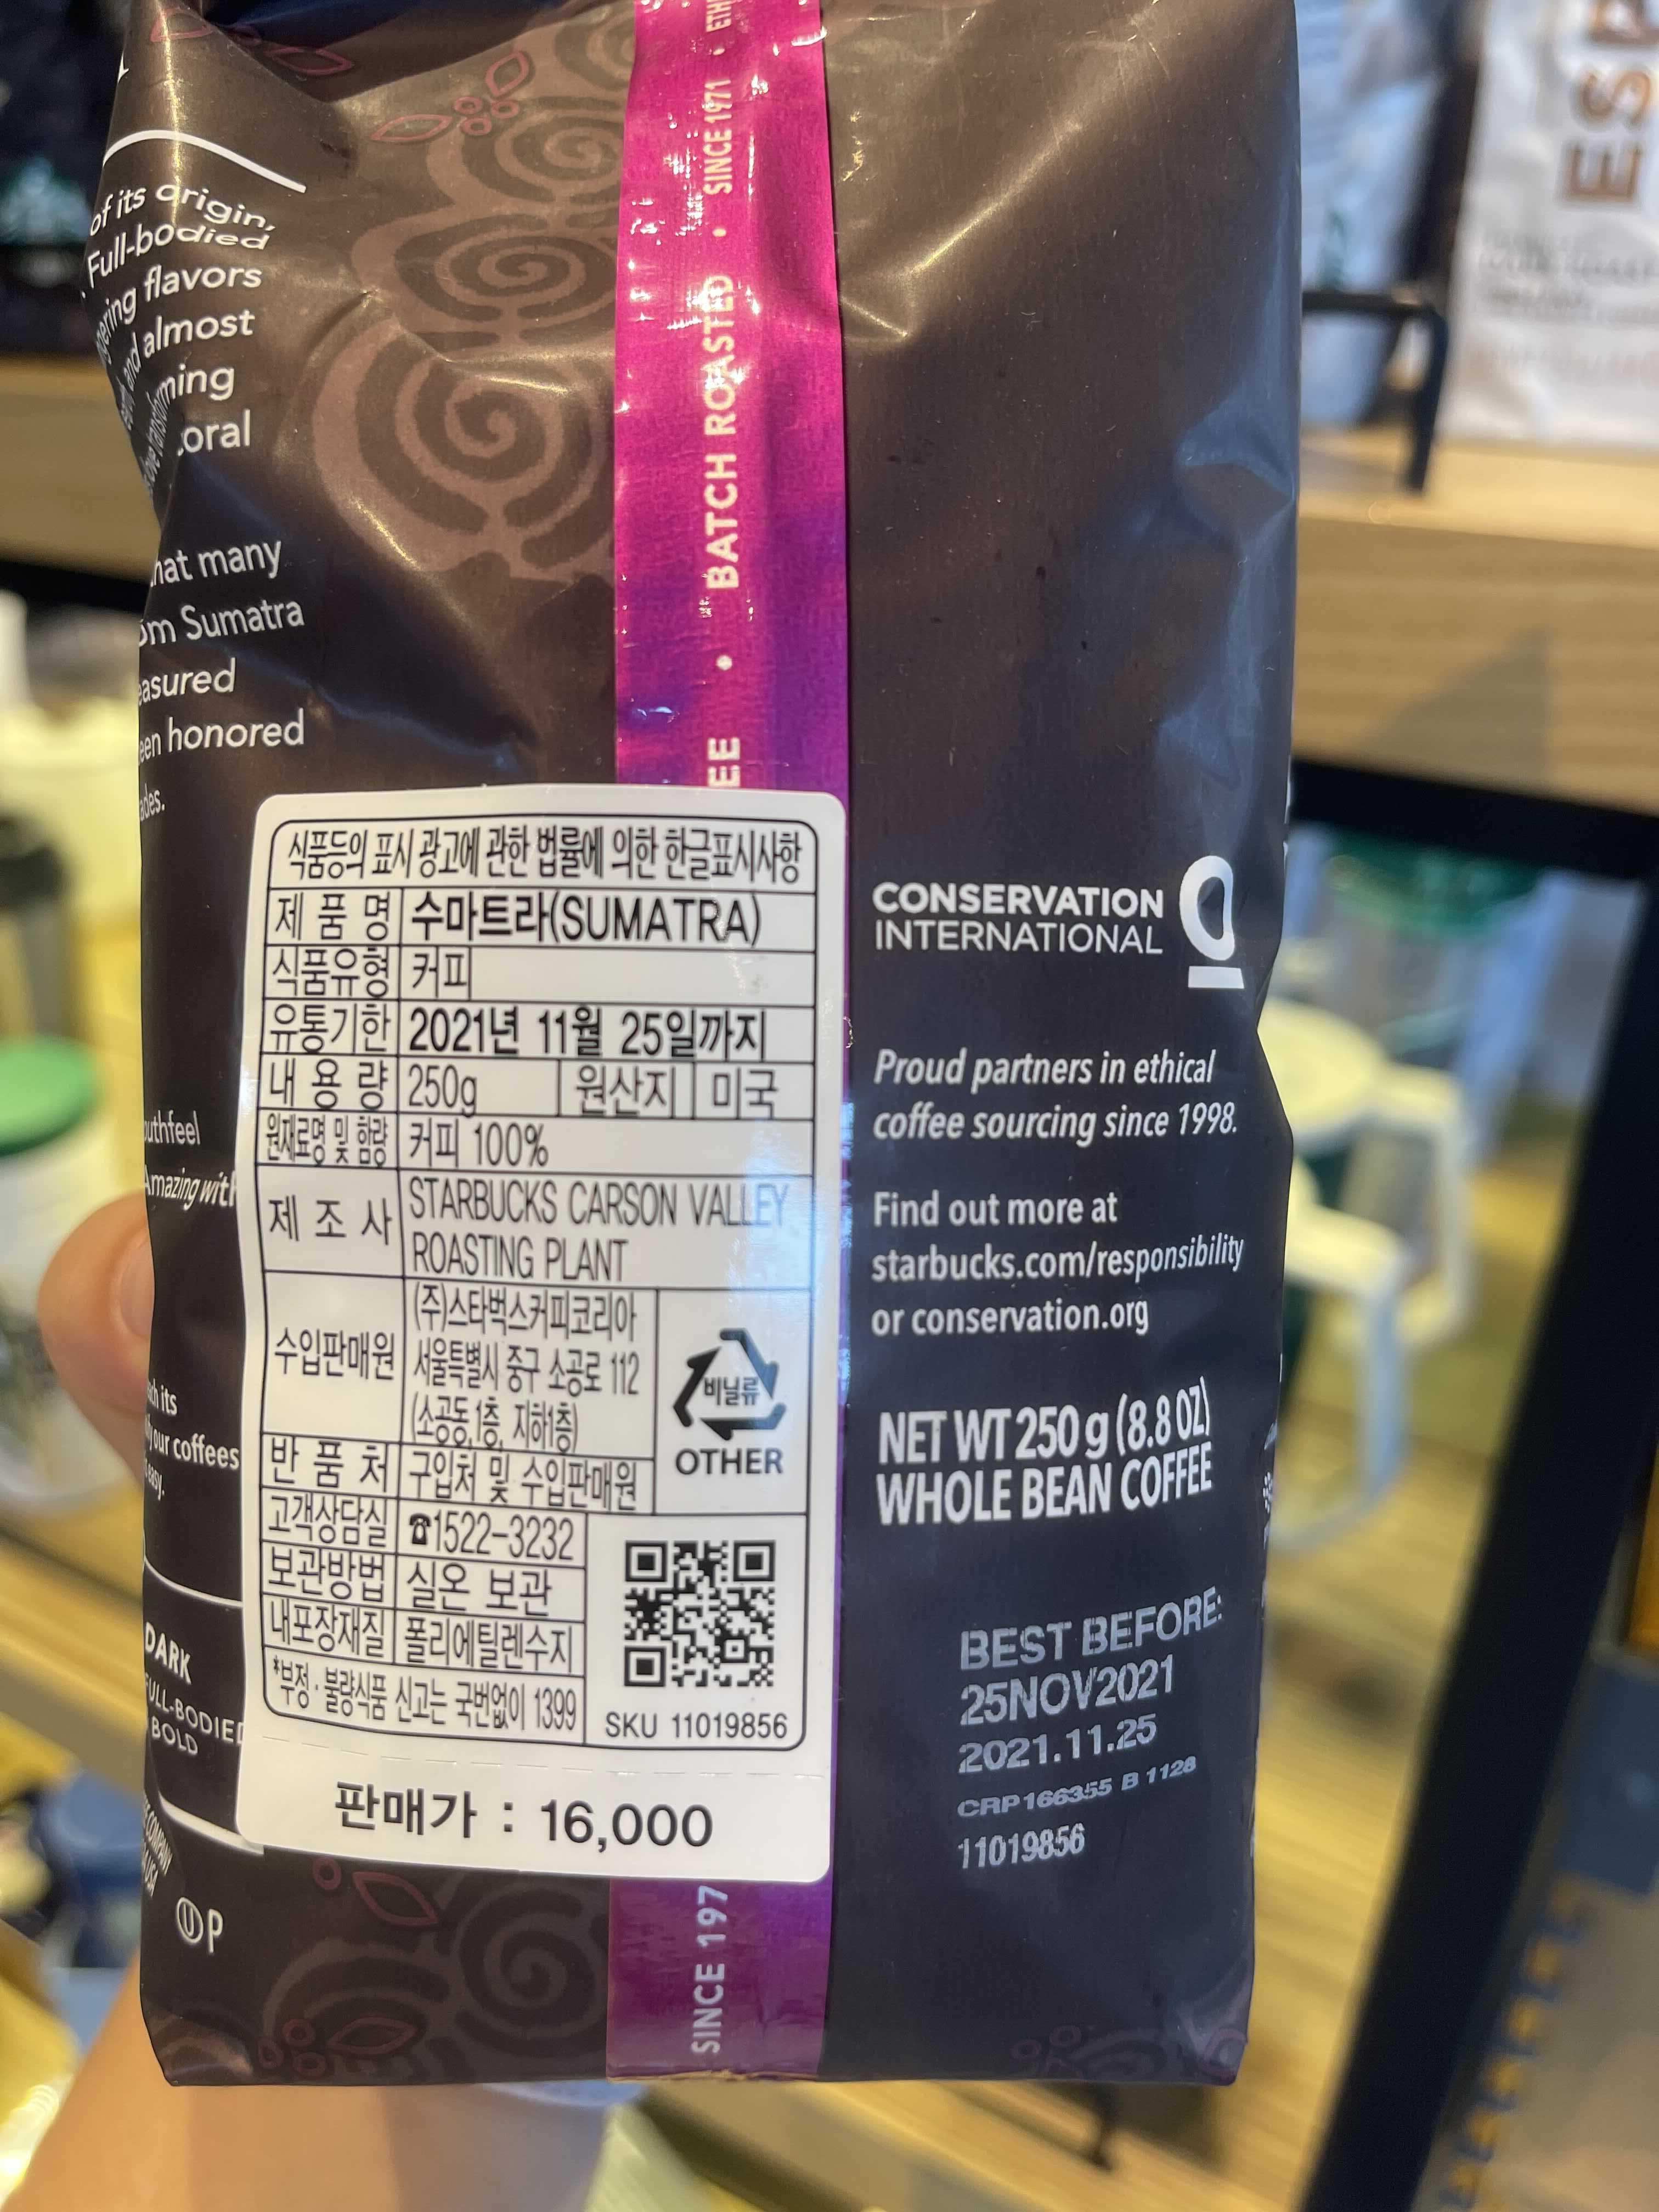 of its origin,
Full-bodied
flavors
and almost
ming
oral
many
Sumatra
honored
Amazing with
its
our coffees
DARK
FULL-BODIED
BOLD
COMPANY
ⓊP
SINCE 1971 •
BATCH ROASTED •
SINCE 197
식품등의 표시 광고에 관한 법률에 의한 한글표시사항
제 품 명 수마트라(SUMATRA)
식품유형 커피
유통기한 2021년 11월 25일까지
내 용 량 250g 원산지 미국
원재료명 및 함량 커피 100%
제 조 사 STARBUCKS CARSON VALLEY
ROASTING PLANT
수입판매원 (주)스타벅스커피코리아
서울특별시 중구 소공로 112
(소공동,1층, 지하1층)
비닐류
OTHER
반 품 처 구입처 및 수입판매원
고객상담실 ☎1522-3232
보관방법 실온 보관
내포장재질 폴리에틸렌수지
*부정·불량식품 신고는 국번없이 1399
SKU 11019856
판매가 : 16,000
CONSERVATION
INTERNATIONAL
Proud partners in ethical
coffee sourcing since 1998.
Find out more at
starbucks.com/responsibility
or conservation.org
NET WT 250 g (8.8 OZ)
WHOLE BEAN COFFEE
BEST BEFORE:
25NOV2021
2021.11.25
CRP166355 B 1128
11019856
ESP